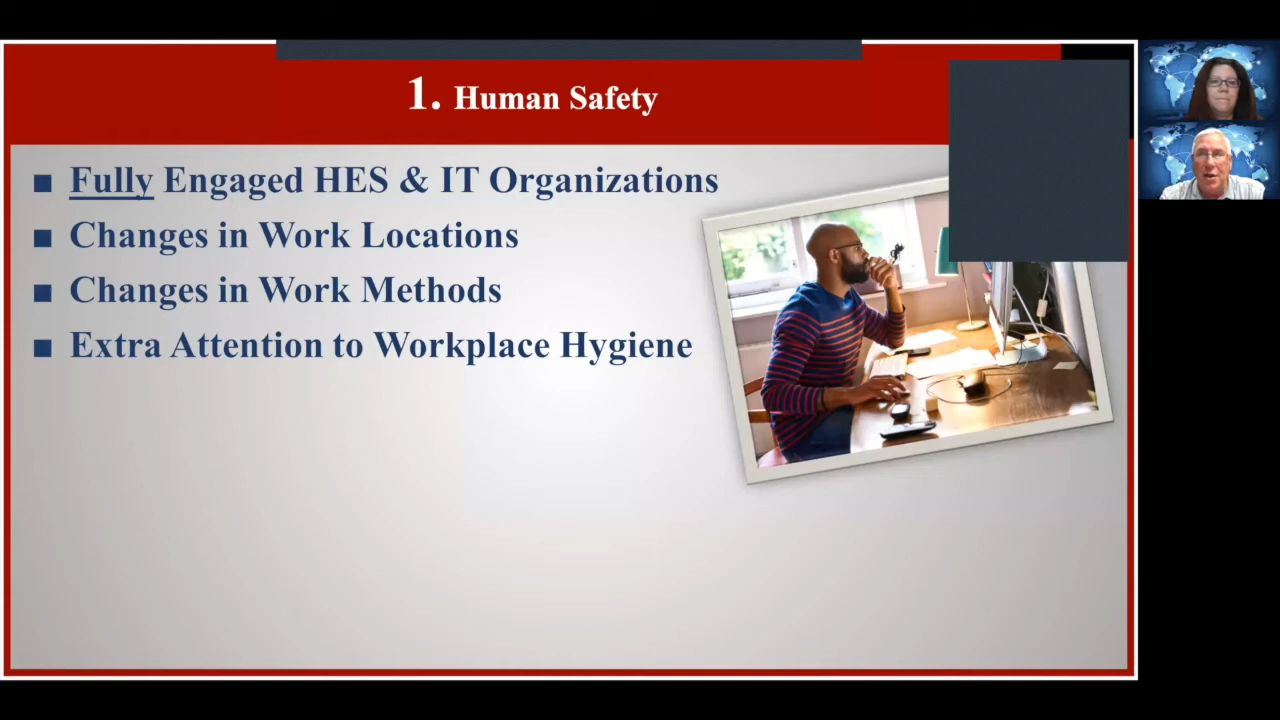 1. Human Safety
■ Fully Engaged HES & IT Organizations
■ Changes in Work Locations
■ Changes in Work Methods
■ Extra Attention to Workplace Hygiene